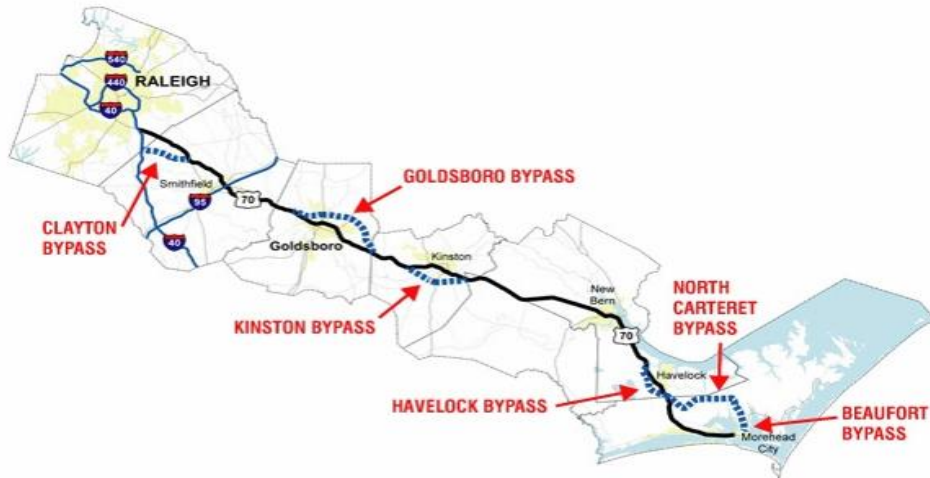 540
440
RALEIGH
40
GOLDSBORO BYPASS
Smithfield
95
70
CLAYTON
BYPASS
40
Goldsboro
Kinston
KINSTON BYPASS
New
Bern
NORTH
CARTERET
BYPASS
70
Havelock
HAVELOCK BYPASS
BEAUFORT
BYPASS
Morehead
City